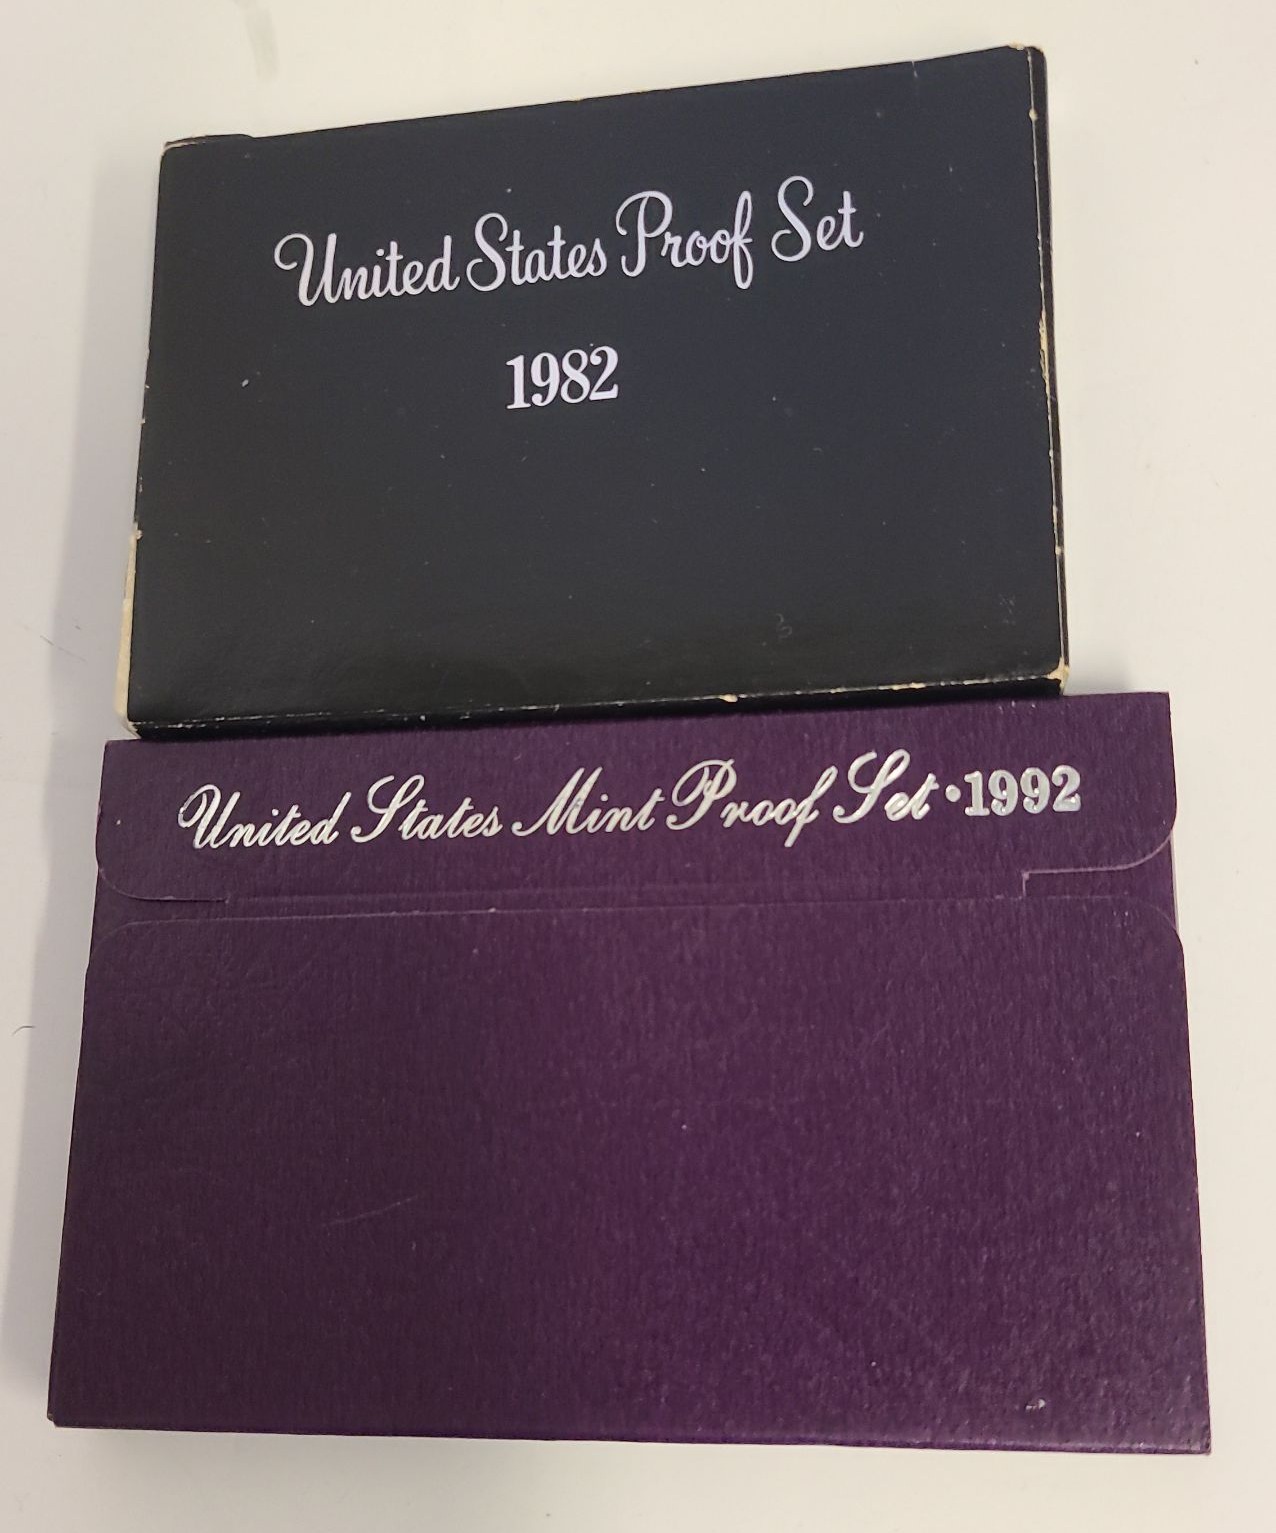 United States Proof Set
1982
United States Mint Proof Set • 1992